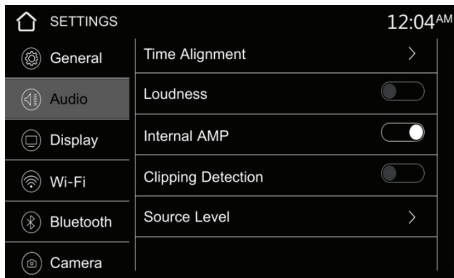 SETTINGS
12:04AM
General
Audio
Display
Wi-Fi
Bluetooth
Camera
Time Alignment
Loudness
Internal AMP
Clipping Detection
Source Level